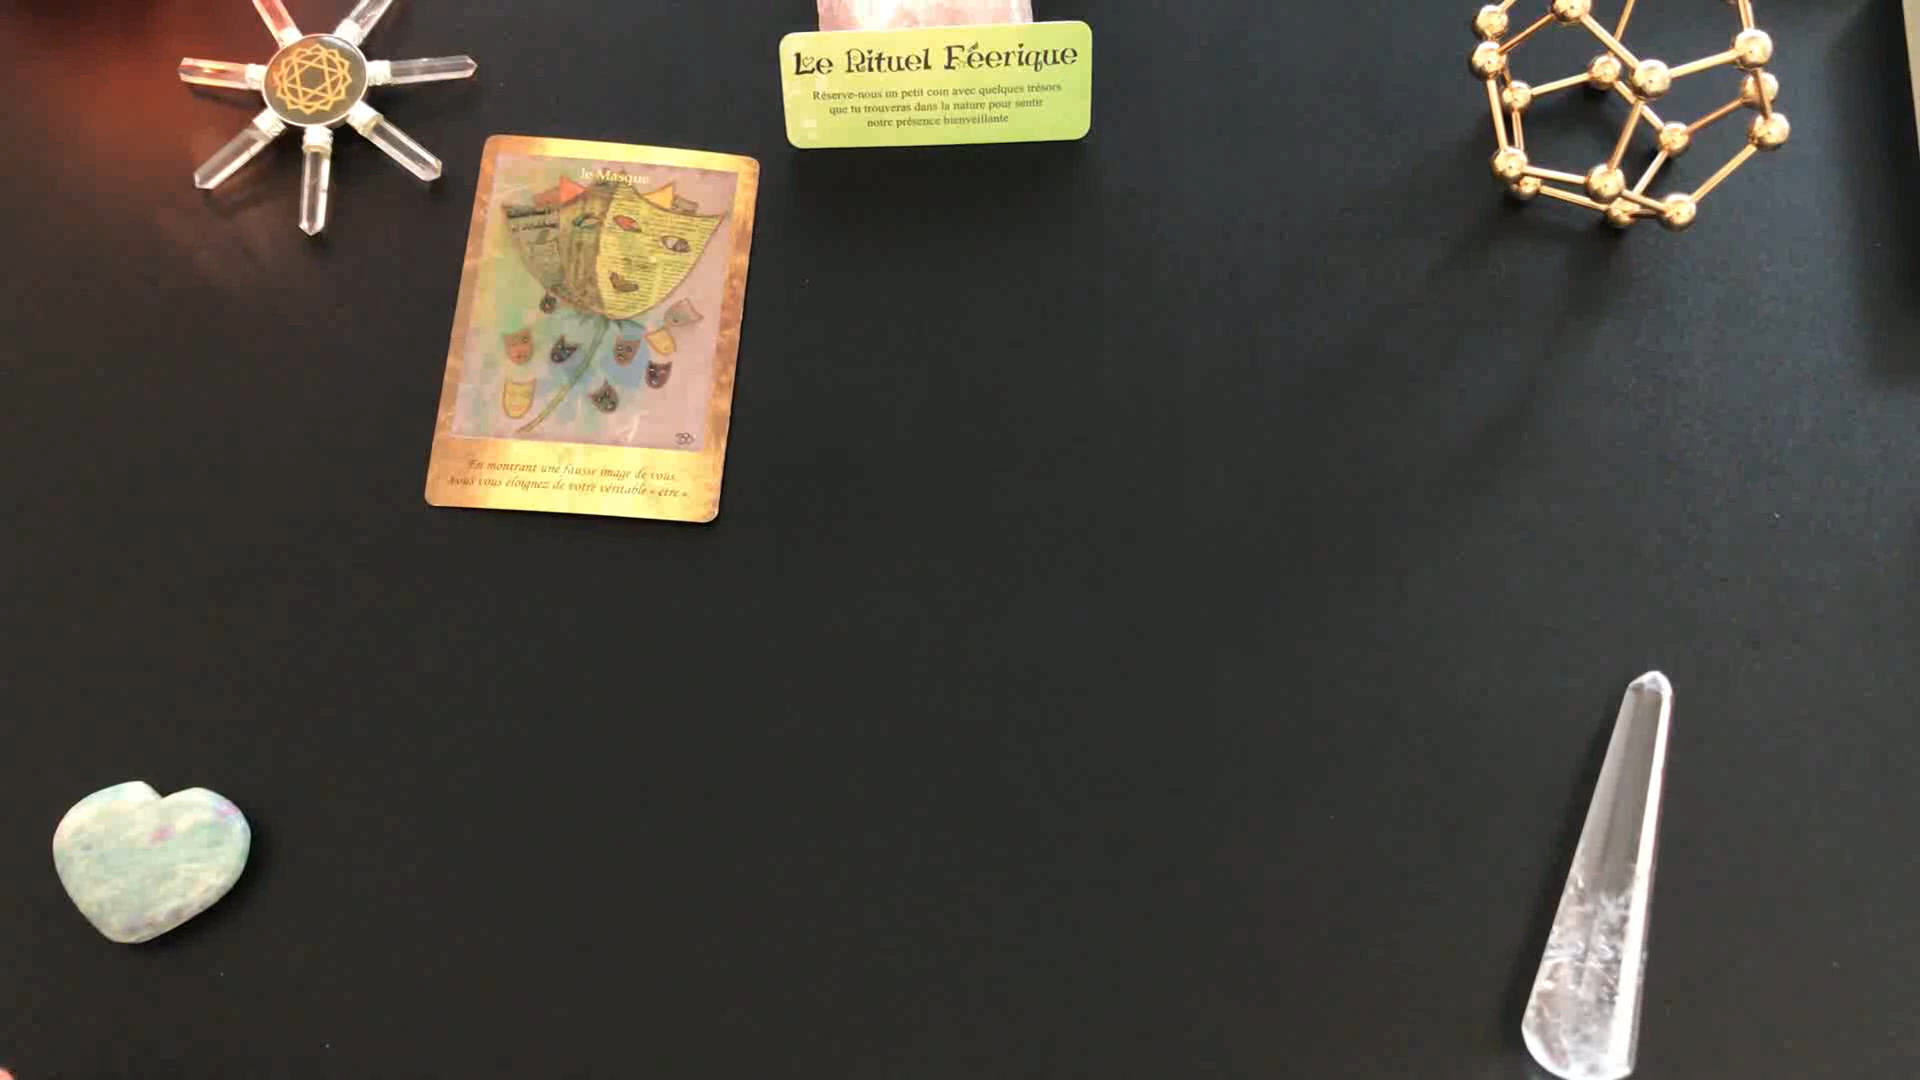 Le Rituel Féerique
Réserve-nous un petit coin avec quelques trésors
que tu trouveras dans la nature pour sentir
notre présence bienveillante
le Masque
En montrant une fausse image de vous,
vous vous éloignez de votre véritable « être ».